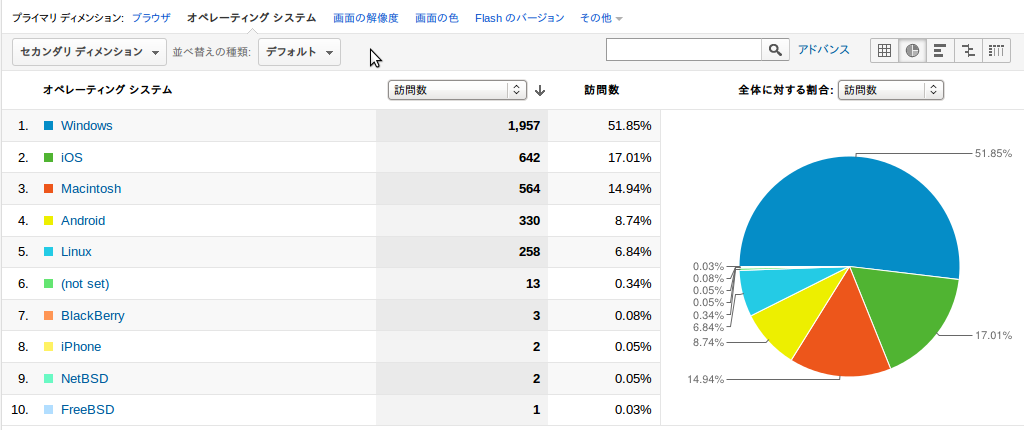 プライマリ ディメンション: ブラウザ オペレーティング システム 画面の解像度 画面の色 Flash のバージョン その他
セカンダリ ディメンション 並べ替えの種類: デフォルト アドバンス
オペレーティング システム 訪問数 訪問数 全体に対する割合: 訪問数
1. Windows 1,957 51.85%
2. iOS 642 17.01%
3. Macintosh 564 14.94%
4. Android 330 8.74%
5. Linux 258 6.84%
6. (not set) 13 0.34%
7. BlackBerry 3 0.08%
8. iPhone 2 0.05%
9. NetBSD 2 0.05%
10. FreeBSD 1 0.03%
51.85%
0.03%
0.08%
0.05%
0.05%
0.34%
6.84%
8.74%
17.01%
14.94%